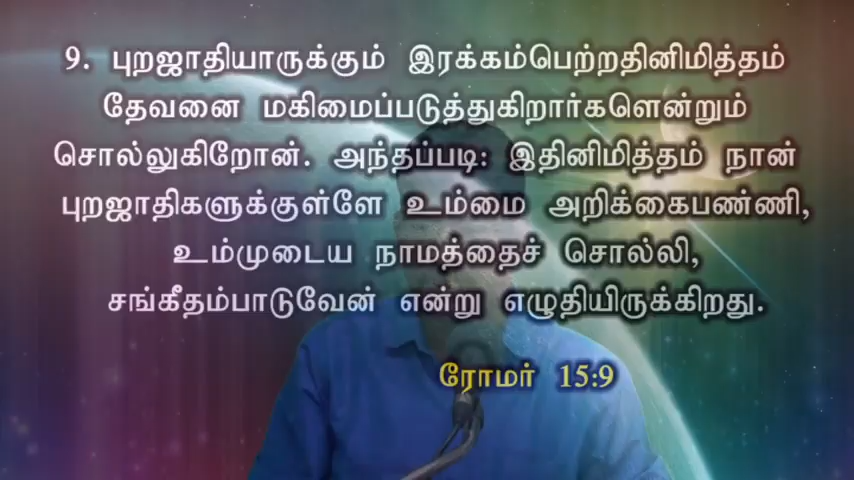 9. புறஜாதியாருக்கும் இரக்கம்பெற்றதினிமித்தம்
தேவனை மகிமைப்படுத்துகிறார்களென்றும்
சொல்லுகிறோன். அந்தப்படி: இதினிமித்தம் நான்
புறஜாதிகளுக்குள்ளே உம்மை அறிக்கைபண்ணி,
உம்முடைய நாமத்தைச் சொல்லி,
சங்கீதம்பாடுவேன் என்று எழுதியிருக்கிறது.
ரோமர் 15:9